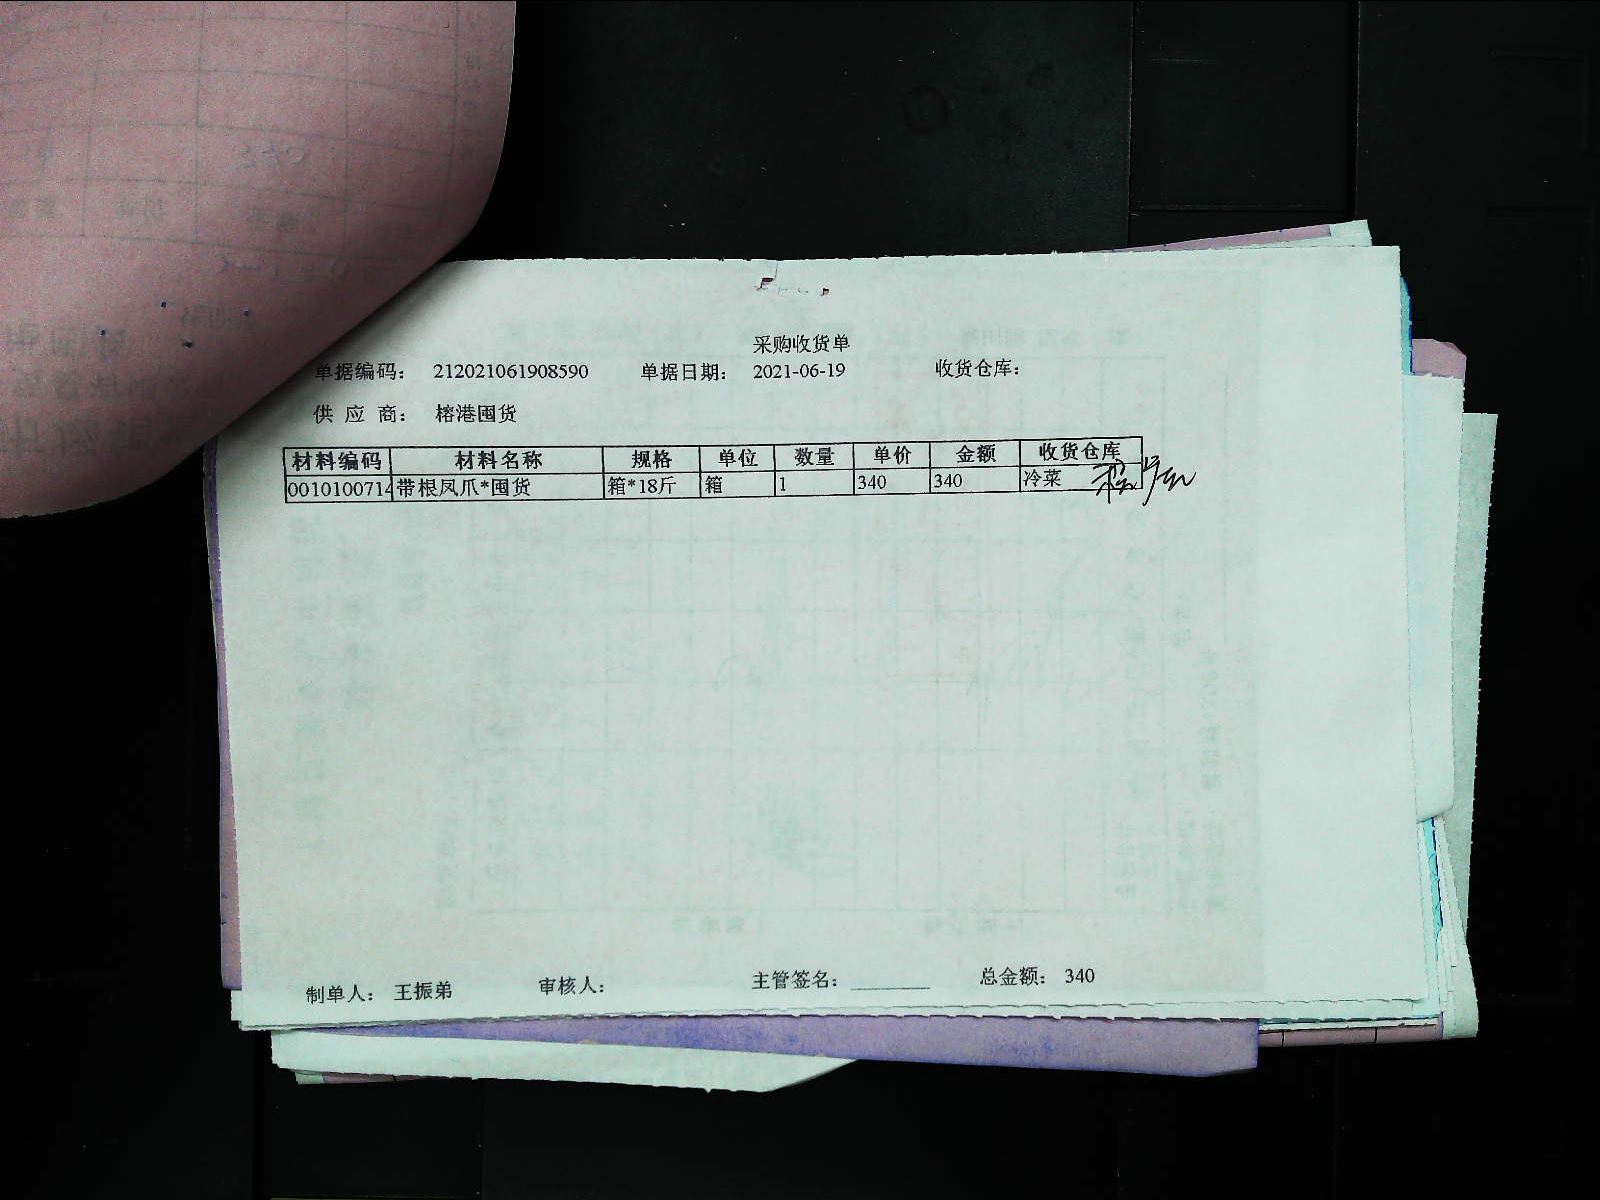 采购收货单
单据编码： 212021061908590 单据日期： 2021-06-19 收货仓库：
供 应 商： 榕港囤货
材料编码 材料名称 规格 单位 数量 单价 金额 收货仓库
0010100714 带根凤爪*囤货 箱*18斤 箱 1 340 340 冷菜
制单人： 王振弟 审核人： 主管签名：________ 总金额： 340